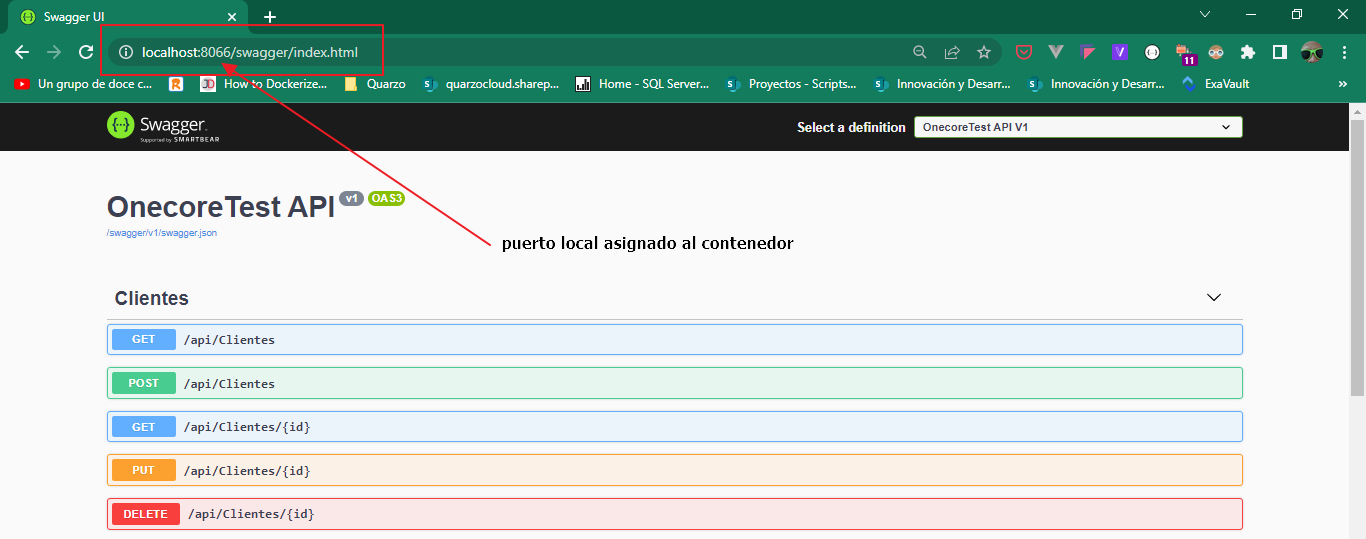 Swagger UI
localhost:8066/swagger/index.html
11
Un grupo de doce c...
R
JD
How to Dockerize...
Quarzo
quarzocloud.sharep...
Home - SQL Server...
Proyectos - Scripts...
Innovación y Desarr...
Innovación y Desarr...
ExaVault
»
Swagger
Supported by SMARTBEAR
Select a definition
OnecoreTest API V1
OnecoreTest API v1 OAS3
/swagger/v1/swagger.json
puerto local asignado al contenedor
Clientes
GET /api/Clientes
POST /api/Clientes
GET /api/Clientes/{id}
PUT /api/Clientes/{id}
DELETE /api/Clientes/{id}